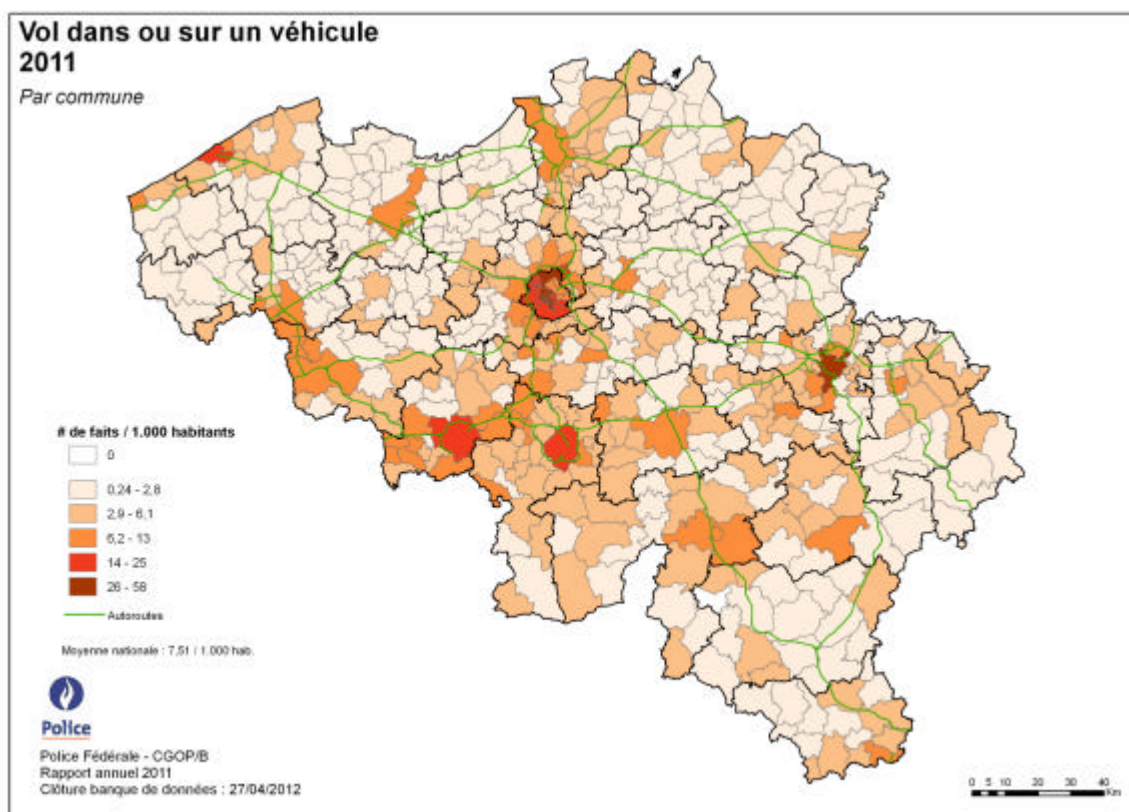 Vol dans ou sur un véhicule
2011
Par commune
# de faits / 1.000 habitants
0
0,24 - 2,8
2,9 - 6,1
6,2 - 13
14 - 25
26 - 58
Autoroutes
Moyenne nationale : 7,51 / 1.000 hab.
Police
Police Fédérale - CGOP/B
Rapport annuel 2011
Clôture banque de données : 27/04/2012
0 5 10 20 30 40
Km